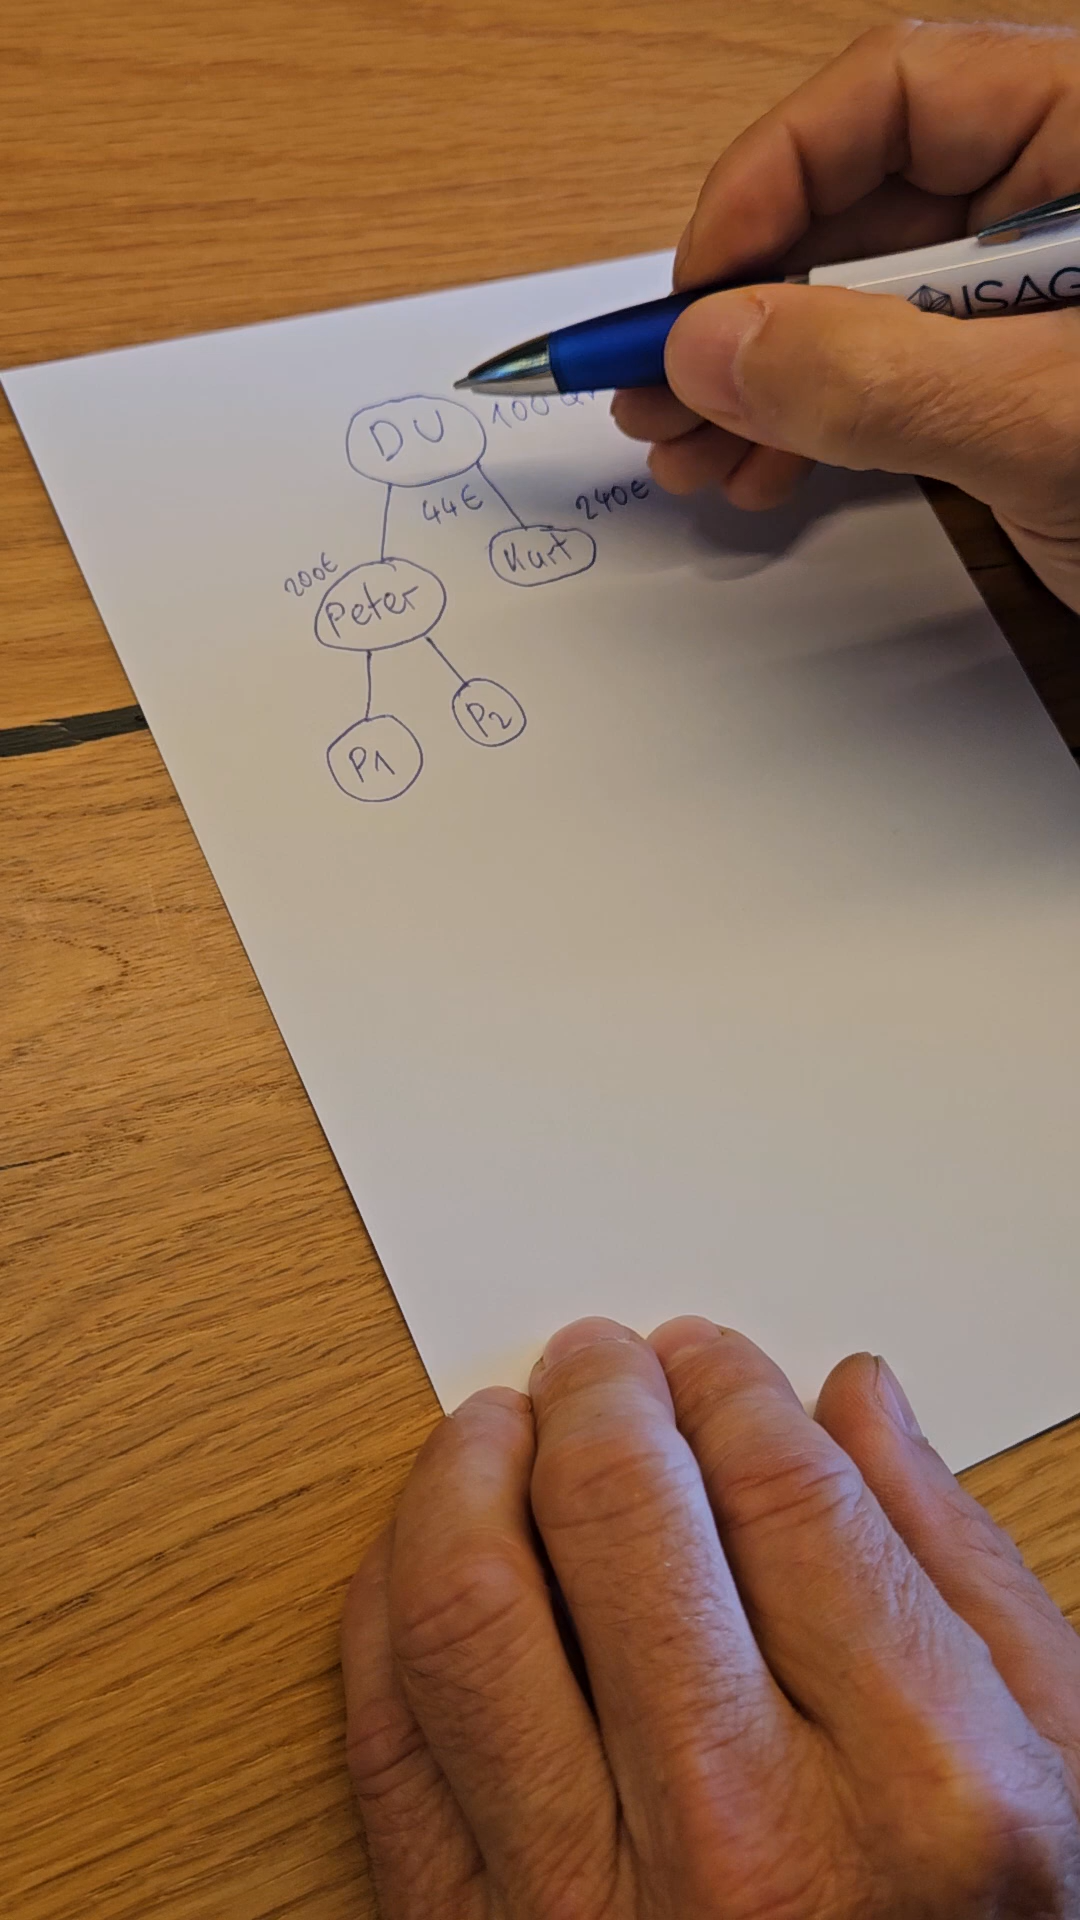 DU 100
44€ 240€
Kurt
200€
Peter
P2
P1
ISAG